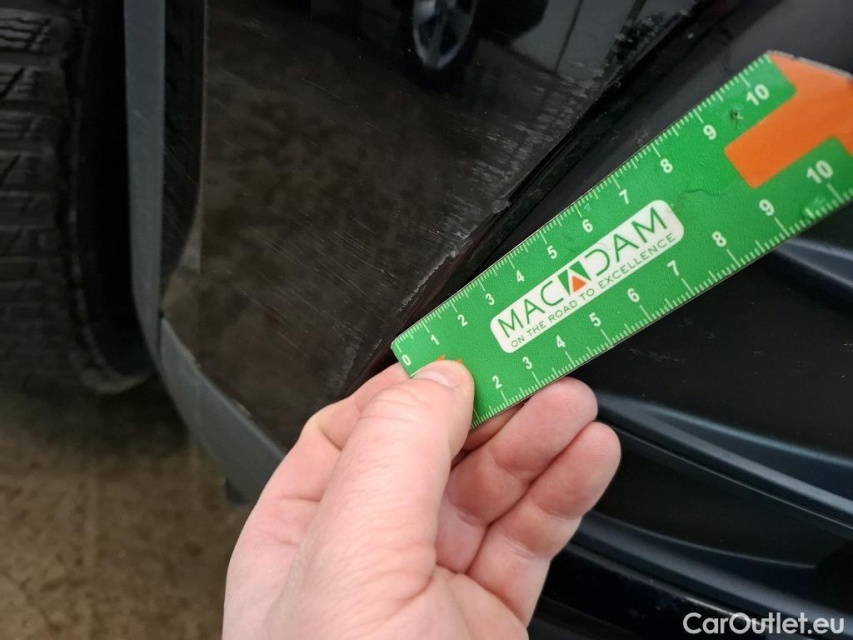 0 1 2 3 4 5 6 7 8 9 10
MACADAM
ON THE ROAD TO EXCELLENCE
2 3 4 5 6 7 8 9 10
CarOutlet.eu